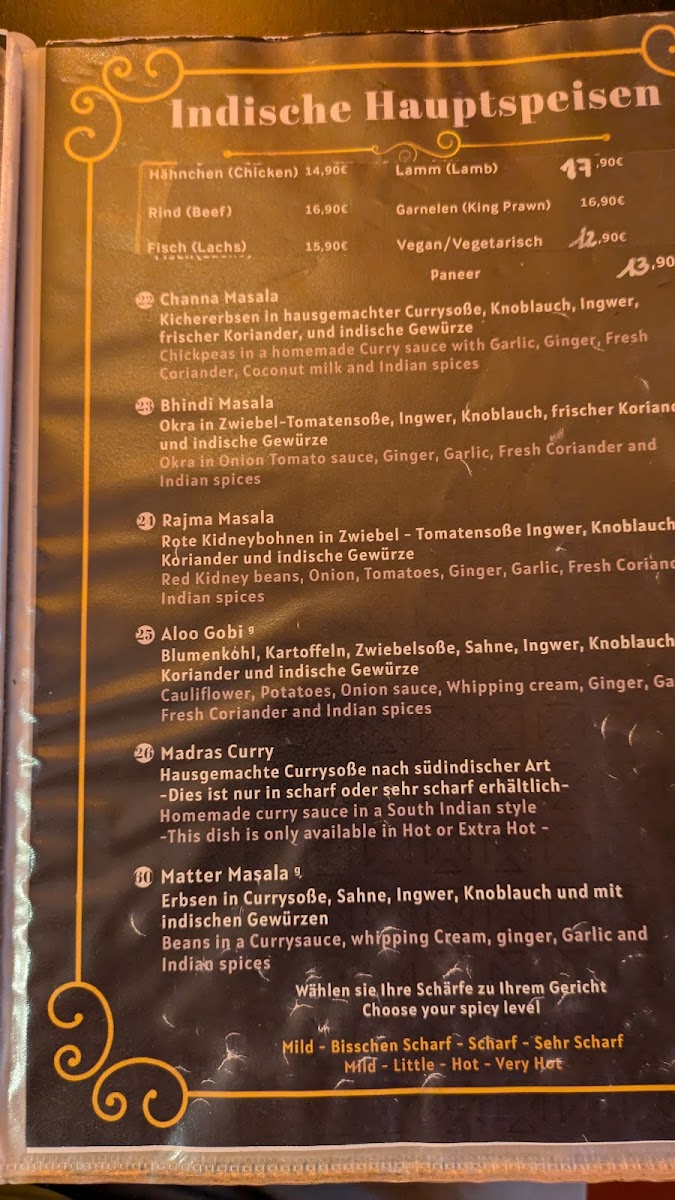 Indische Hauptspeisen
Hähnchen (Chicken) 14,90€ Lamm (Lamb) 17,90€
Rind (Beef) 16,90€ Garnelen (King Prawn) 16,90€
Fisch (Lachs) 15,90€ Vegan/Vegetarisch 12,90€
Paneer 13,90
22 Channa Masala
Kichererbsen in hausgemachter Currysoße, Knoblauch, Ingwer,
frischer Koriander, und indische Gewürze
Chickpeas in a homemade Curry sauce with Garlic, Ginger, Fresh
Coriander, Coconut milk and Indian spices
23 Bhindi Masala
Okra in Zwiebel-Tomatensoße, Ingwer, Knoblauch, frischer Korian
und indische Gewürze
Okra in Onion Tomato sauce, Ginger, Garlic, Fresh Coriander and
Indian spices
24 Rajma Masala
Rote Kidneybohnen in Zwiebel - Tomatensoße Ingwer, Knoblauch
Koriander und indische Gewürze
Red Kidney beans, Onion, Tomatoes, Ginger, Garlic, Fresh Corian
Indian spices
25 Aloo Gobi g
Blumenkohl, Kartoffeln, Zwiebelsoße, Sahne, Ingwer, Knoblauch
Koriander und indische Gewürze
Cauliflower, Potatoes, Onion sauce, Whipping cream, Ginger, Ga
Fresh Coriander and Indian spices
26 Madras Curry
Hausgemachte Currysoße nach südindischer Art
-Dies ist nur in scharf oder sehr scharf erhältlich-
Homemade curry sauce in a South Indian style
-This dish is only available in Hot or Extra Hot -
Matter Masala g
Erbsen in Currysoße, Sahne, Ingwer, Knoblauch und mit
indischen Gewürzen
Beans in a Currysauce, whipping Cream, ginger, Garlic and
Indian spices
Wählen sie Ihre Schärfe zu Ihrem Gericht
Choose your spicy level
Mild - Bisschen Scharf - Scharf - Sehr Scharf
Mild - Little - Hot - Very Hot